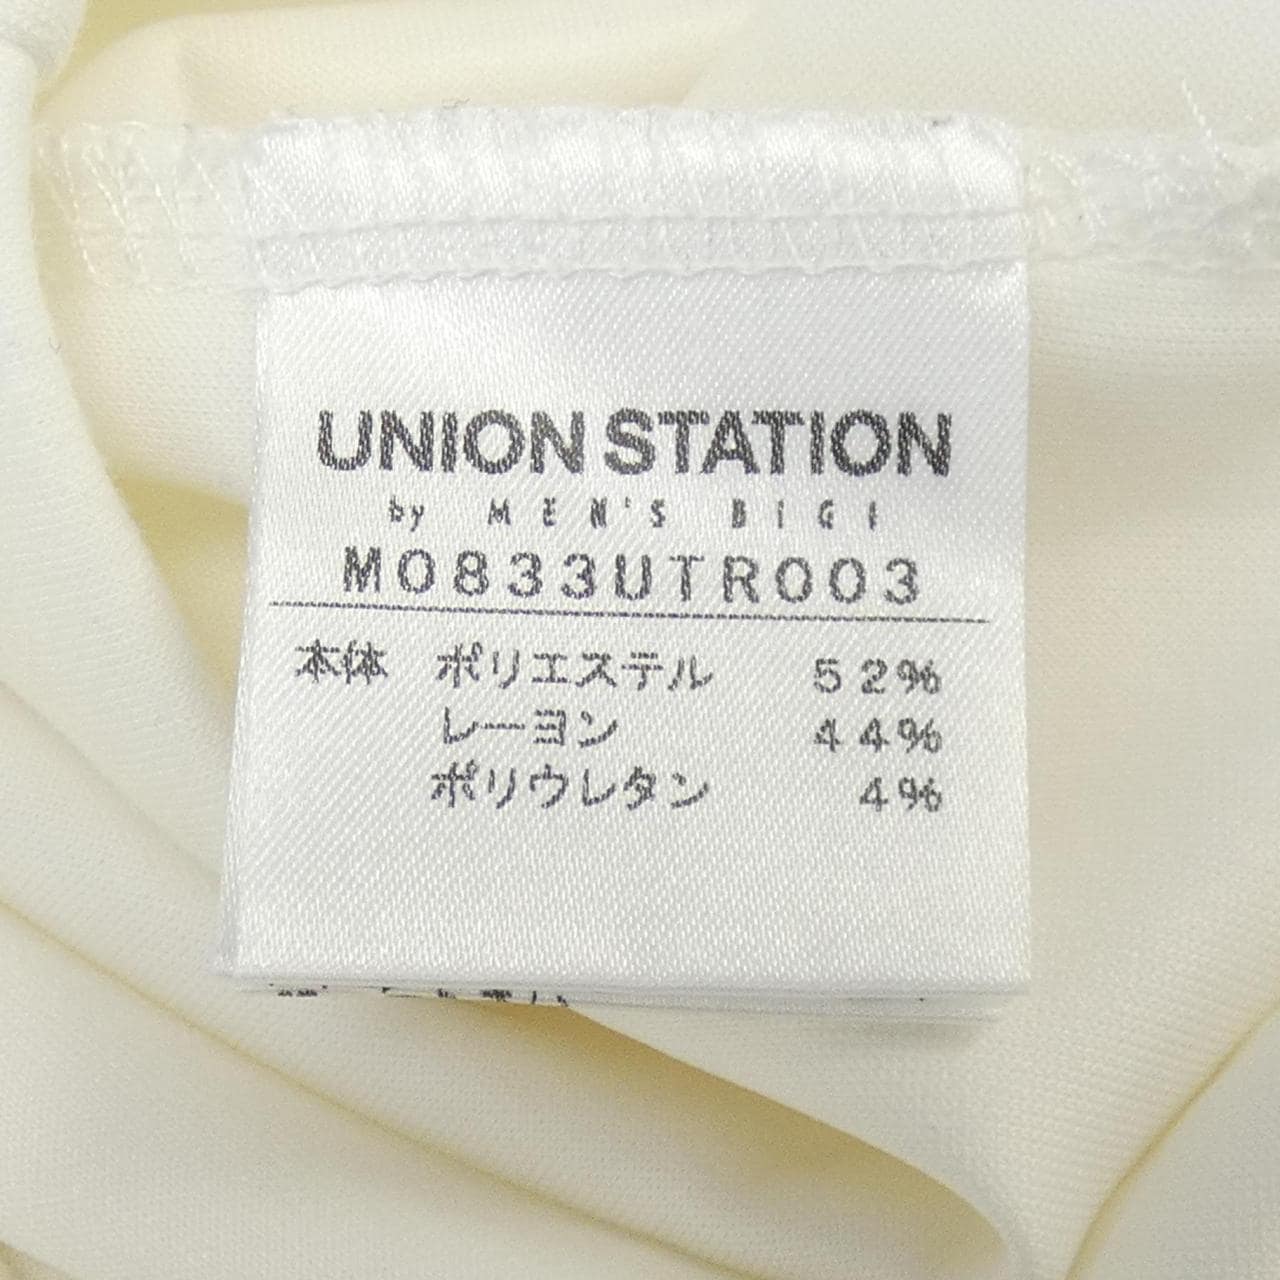 UNION STATION
by MEN'S BIGI
M0833UTR003
本体 ポリエステル 52%
レーヨン 44%
ポリウレタン 4%